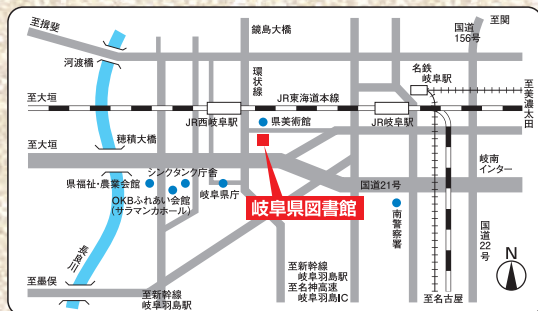 至揖斐
鏡島大橋
国道
156号
至関
河渡橋
環状線
名鉄
岐阜駅
至大垣
JR東海道本線
至美濃太田
JR西岐阜駅
県美術館
JR岐阜駅
穂積大橋
至大垣
岐南
インター
シンクタンク庁舎
県福祉・農業会館
岐阜県庁
国道21号
OKBふれあい会館
(サラマンカホール)
岐阜県図書館
南警察署
国道22号
長良川
N
至新幹線
岐阜羽島駅
至名神高速
岐阜羽島IC
至墨俣
至新幹線
岐阜羽島駅
至名古屋